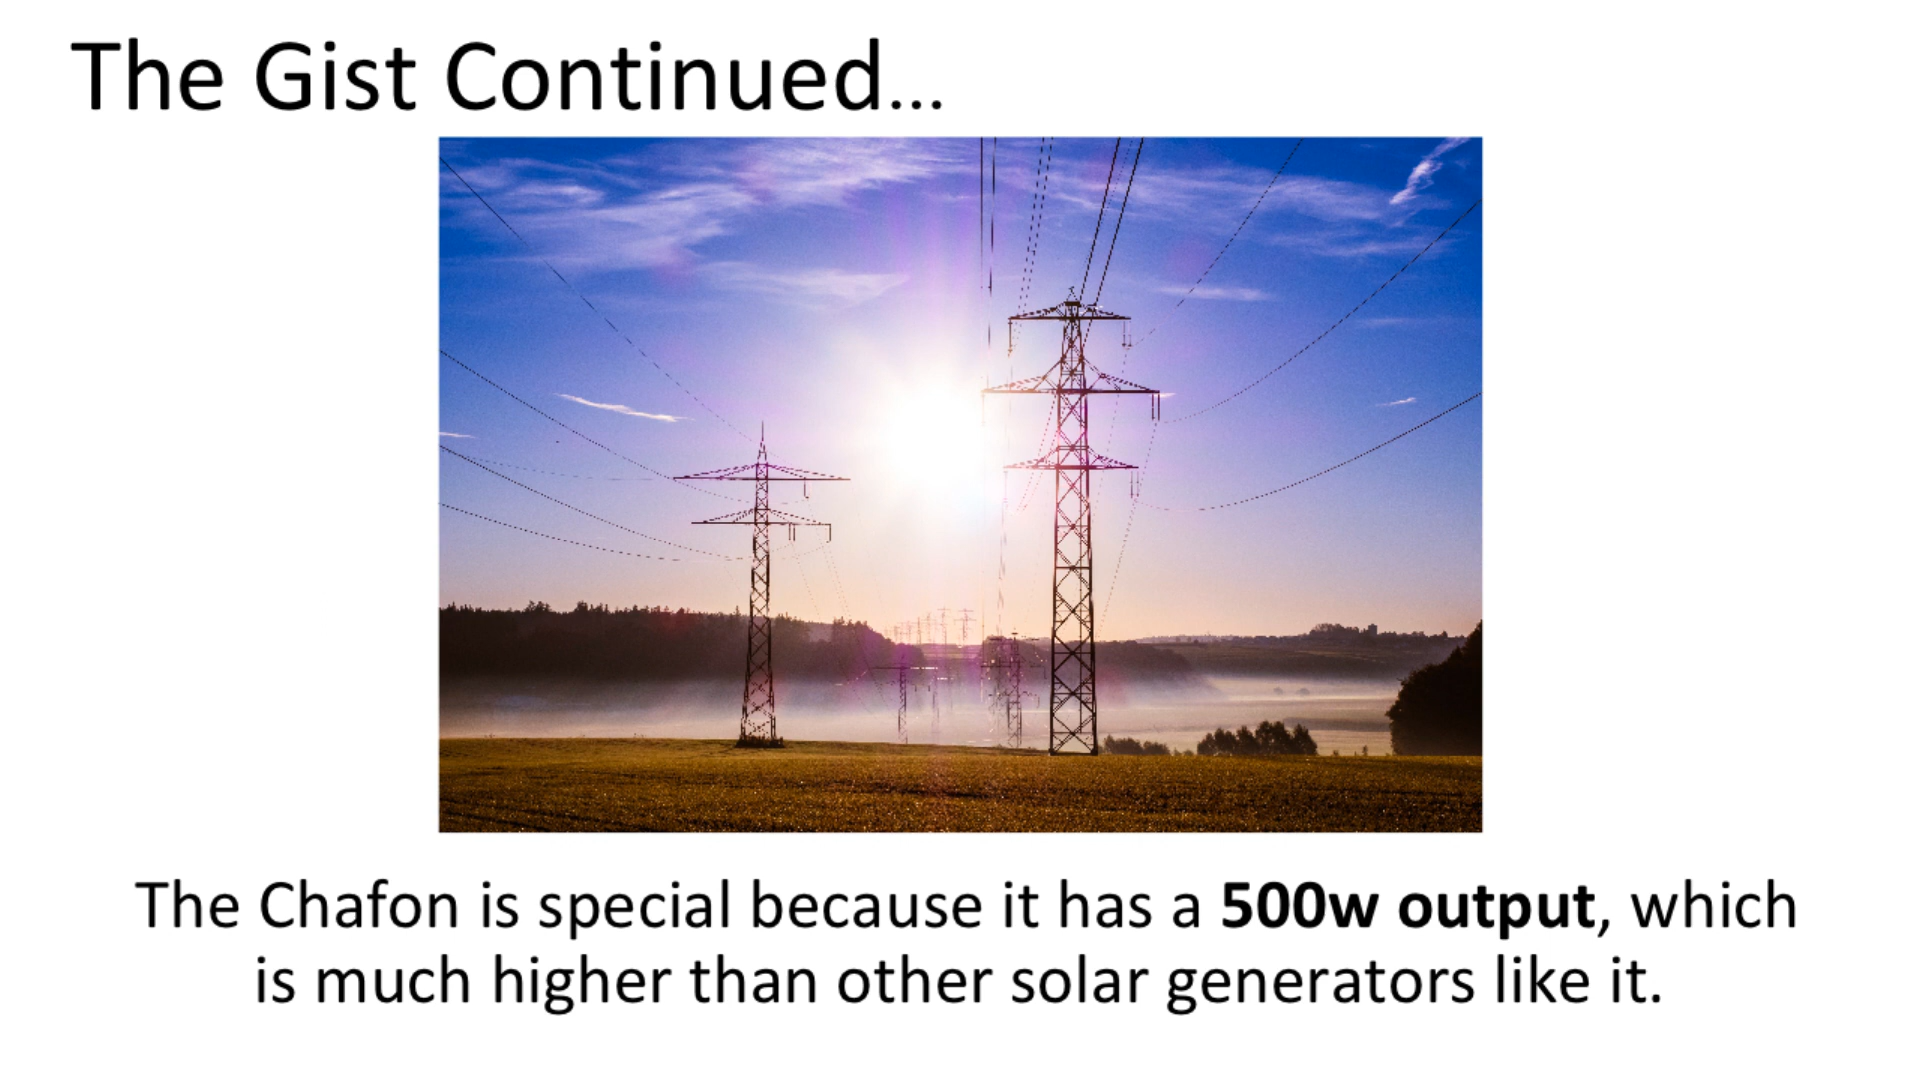 The Gist Continued...
The Chafon is special because it has a 500w output, which
is much higher than other solar generators like it.